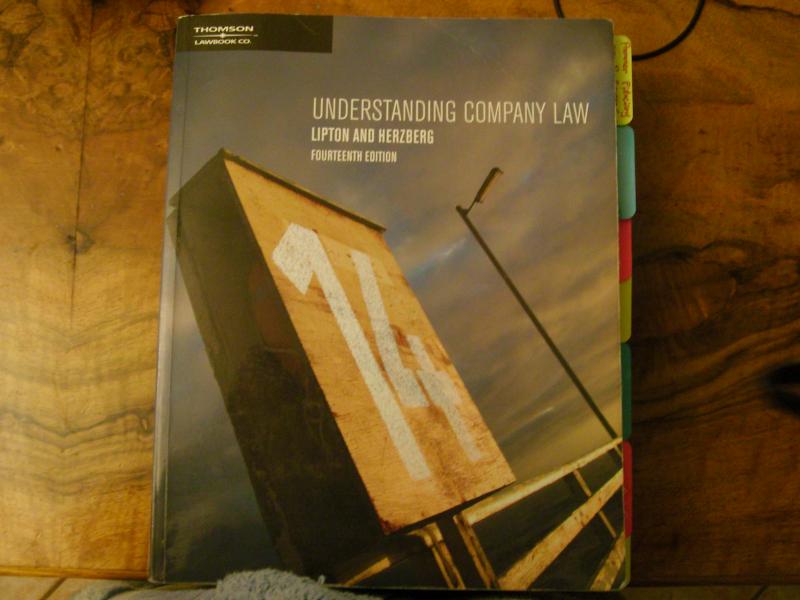 THOMSON
LAWBOOK CO.
UNDERSTANDING COMPANY LAW
LIPTON AND HERZBERG
FOURTEENTH EDITION
14